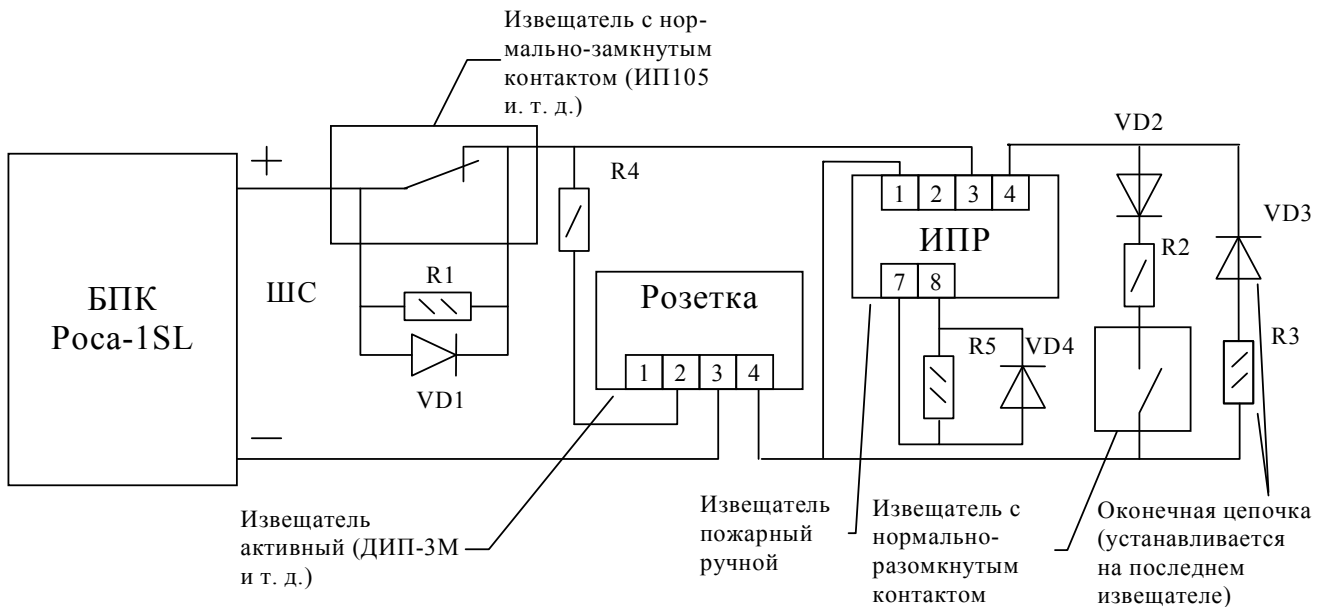 Извещатель с нор-
мально-замкнутым
контактом (ИП105
и. т. д.)
VD2
+
R4
1 2 3 4
VD3
ИПР
R2
БПК
Роса-1SL
ШС
R1
Розетка
7 8
R5
VD4
R3
1 2 3 4
VD1
—
Извещатель
активный (ДИП-3М
и т. д.)
Извещатель
пожарный
ручной
Извещатель с
нормально-
разомкнутым
контактом
Оконечная цепочка
(устанавливается
на последнем
извещателе)